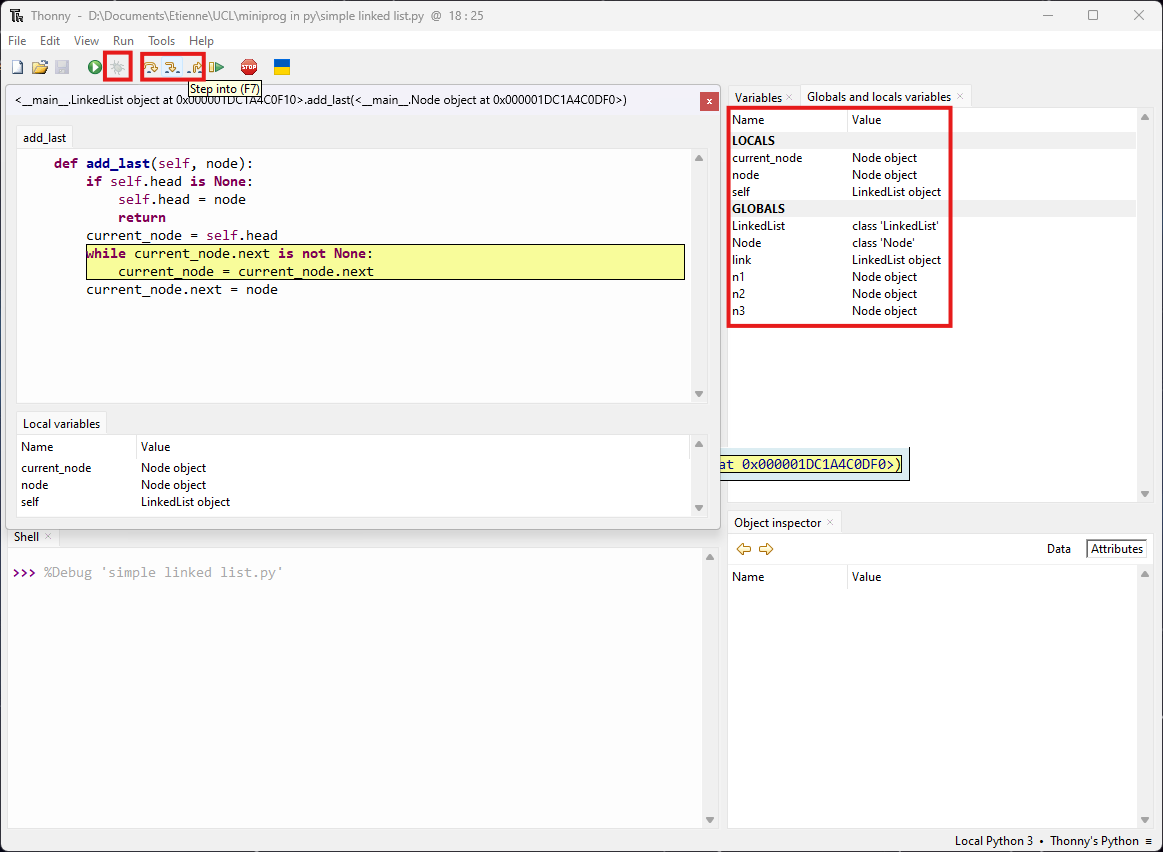 Thonny - D:\Documents\Etienne\UCL\miniprog in py\simple linked list.py @ 18 : 25
File Edit View Run Tools Help
STOP
Step into (F7)
<__main__.LinkedList object at 0x000001DC1A4C0F10>.add_last(<__main__.Node object at 0x000001DC1A4C0DF0>)
x
add_last
def add_last(self, node):
if self.head is None:
self.head = node
return
current_node = self.head
while current_node.next is not None:
current_node = current_node.next
current_node.next = node
Local variables
Name Value
current_node Node object
node Node object
self LinkedList object
Variables × Globals and locals variables ×
Name Value
LOCALS
current_node Node object
node Node object
self LinkedList object
GLOBALS
LinkedList class 'LinkedList'
Node class 'Node'
link LinkedList object
n1 Node object
n2 Node object
n3 Node object
at 0x000001DC1A4C0DF0>)
Shell ×
>>> %Debug 'simple linked list.py'
Object inspector ×
Data Attributes
Name Value
Local Python 3 • Thonny's Python ≡